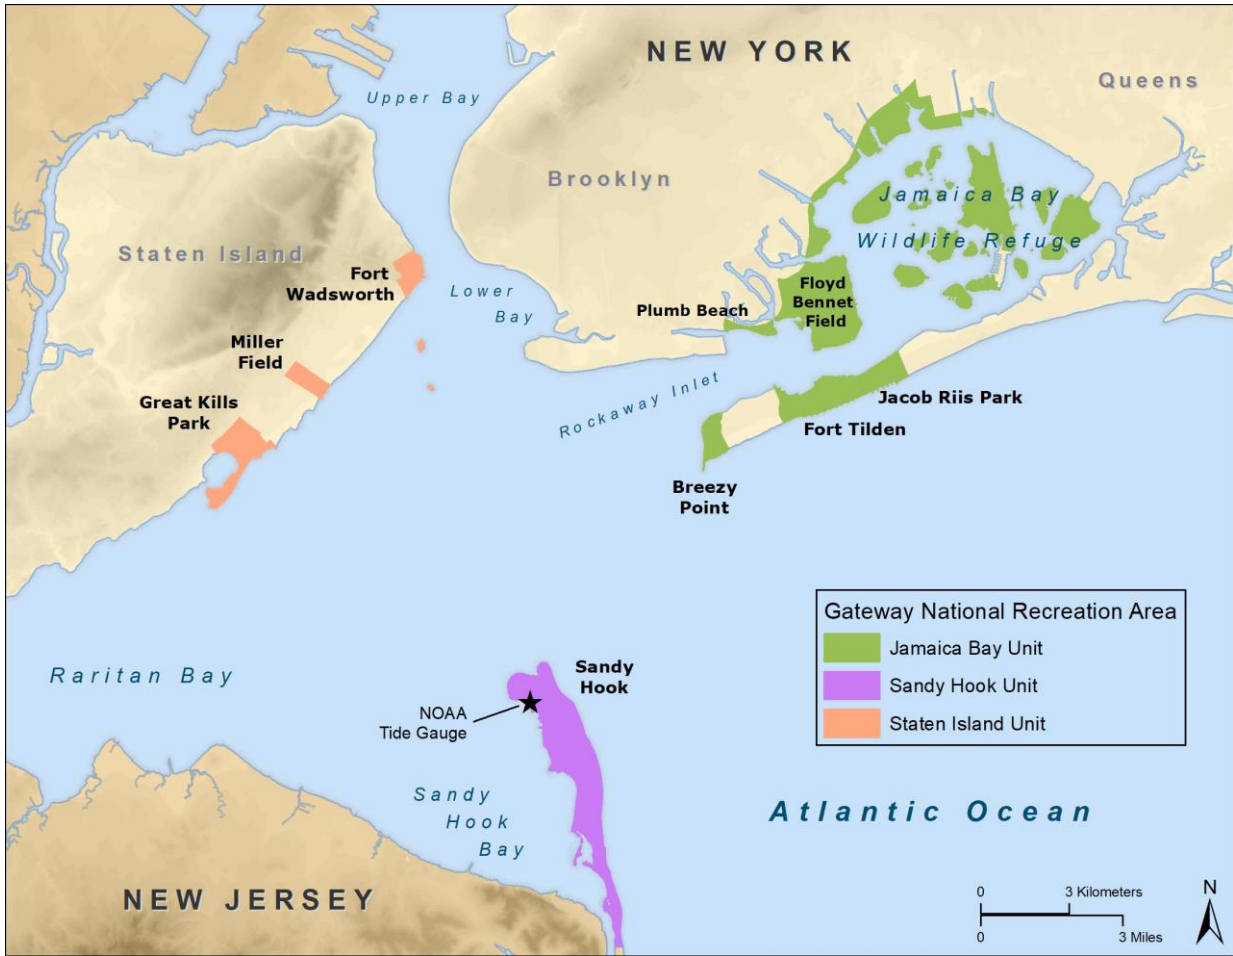 NEW YORK
Queens
Upper Bay
Brooklyn
Jamaica Bay
Wildlife Refuge
Staten Island
Fort
Wadsworth
Lower
Bay
Floyd
Bennet
Field
Plumb Beach
Miller
Field
Great Kills
Park
Rockaway Inlet
Jacob Riis Park
Fort Tilden
Breezy
Point
Gateway National Recreation Area
Jamaica Bay Unit
Sandy Hook Unit
Staten Island Unit
Raritan Bay
Sandy
Hook
NOAA
Tide Gauge
Sandy
Hook
Bay
Atlantic Ocean
NEW JERSEY
0 3 Kilometers
0 3 Miles
N